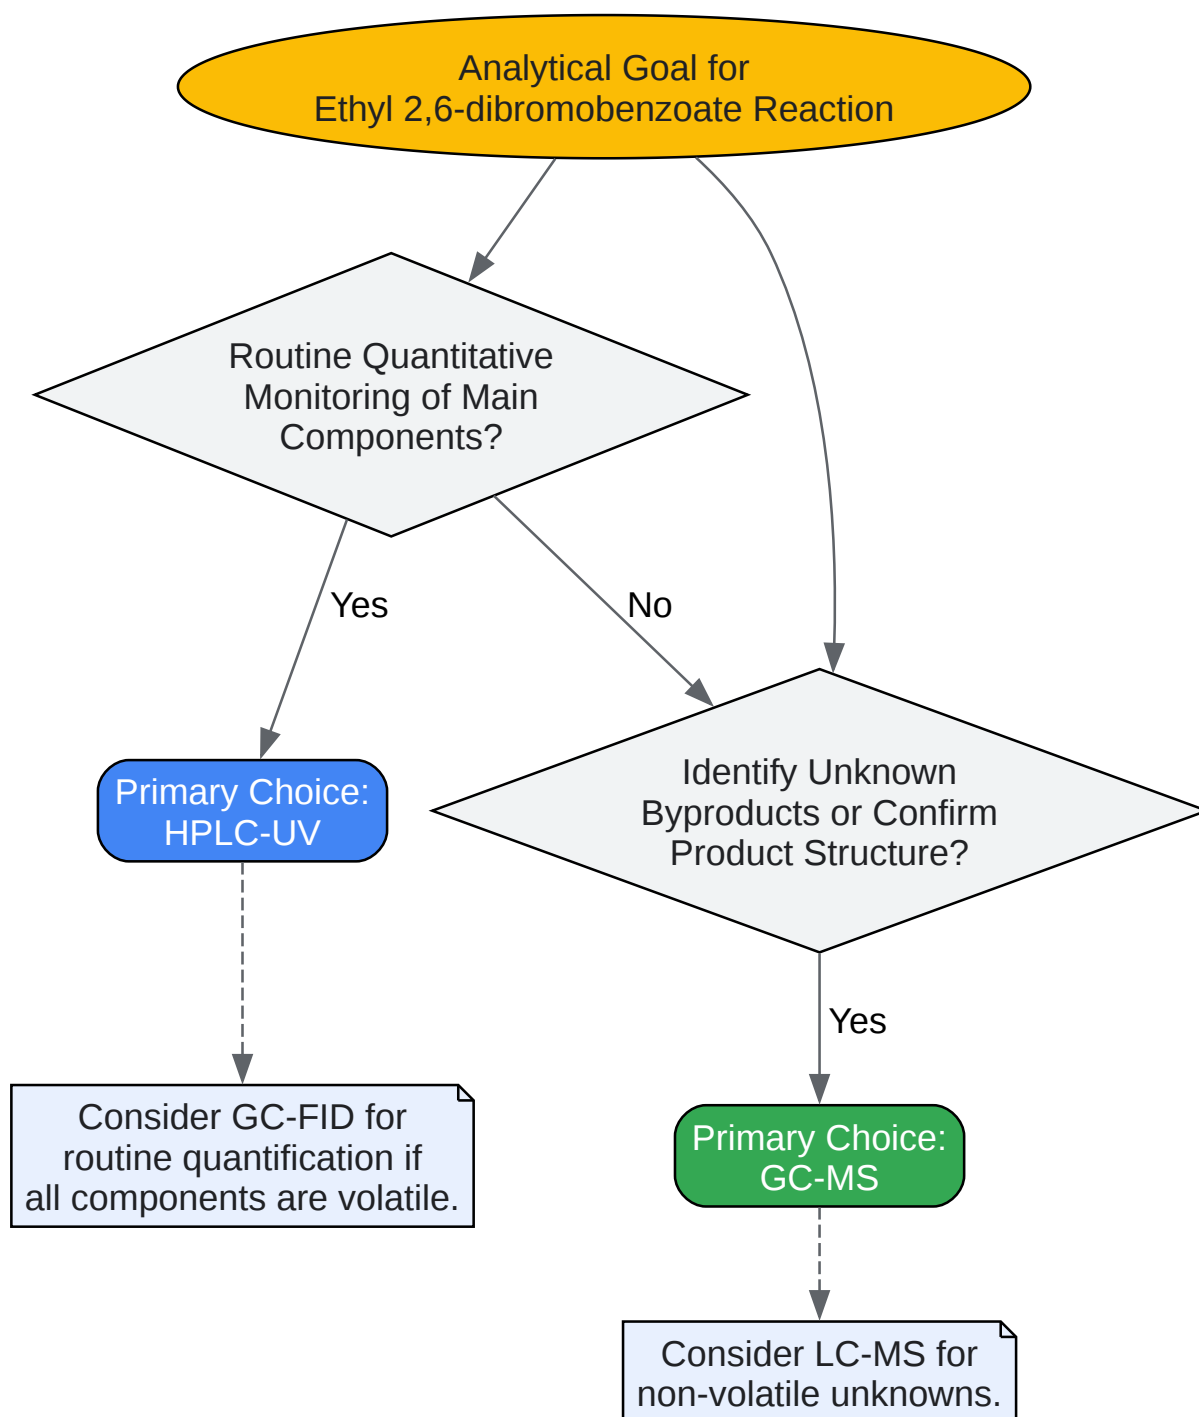 Analytical Goal for
Ethyl 2,6-dibromobenzoate Reaction
Routine Quantitative
Monitoring of Main
Components?
Yes
No
Primary Choice:
HPLC-UV
Identify Unknown
Byproducts or Confirm
Product Structure?
Yes
Consider GC-FID for
routine quantification if
all components are volatile.
Primary Choice:
GC-MS
Consider LC-MS for
non-volatile unknowns.